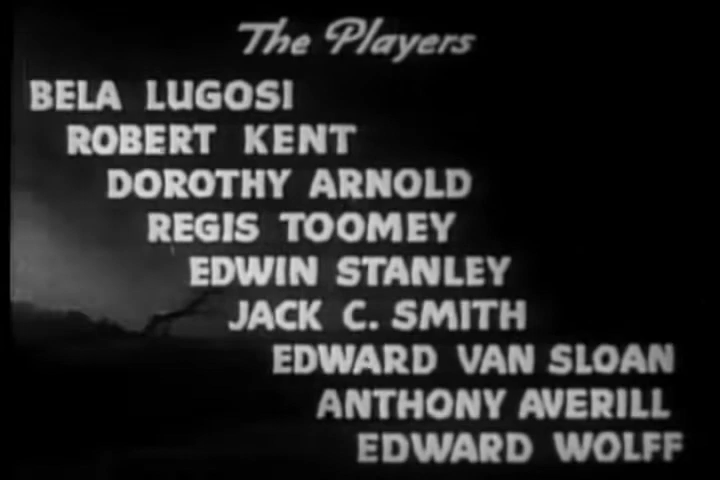 The Players
BELA LUGOSI
ROBERT KENT
DOROTHY ARNOLD
REGIS TOOMEY
EDWIN STANLEY
JACK C. SMITH
EDWARD VAN SLOAN
ANTHONY AVERILL
EDWARD WOLFF